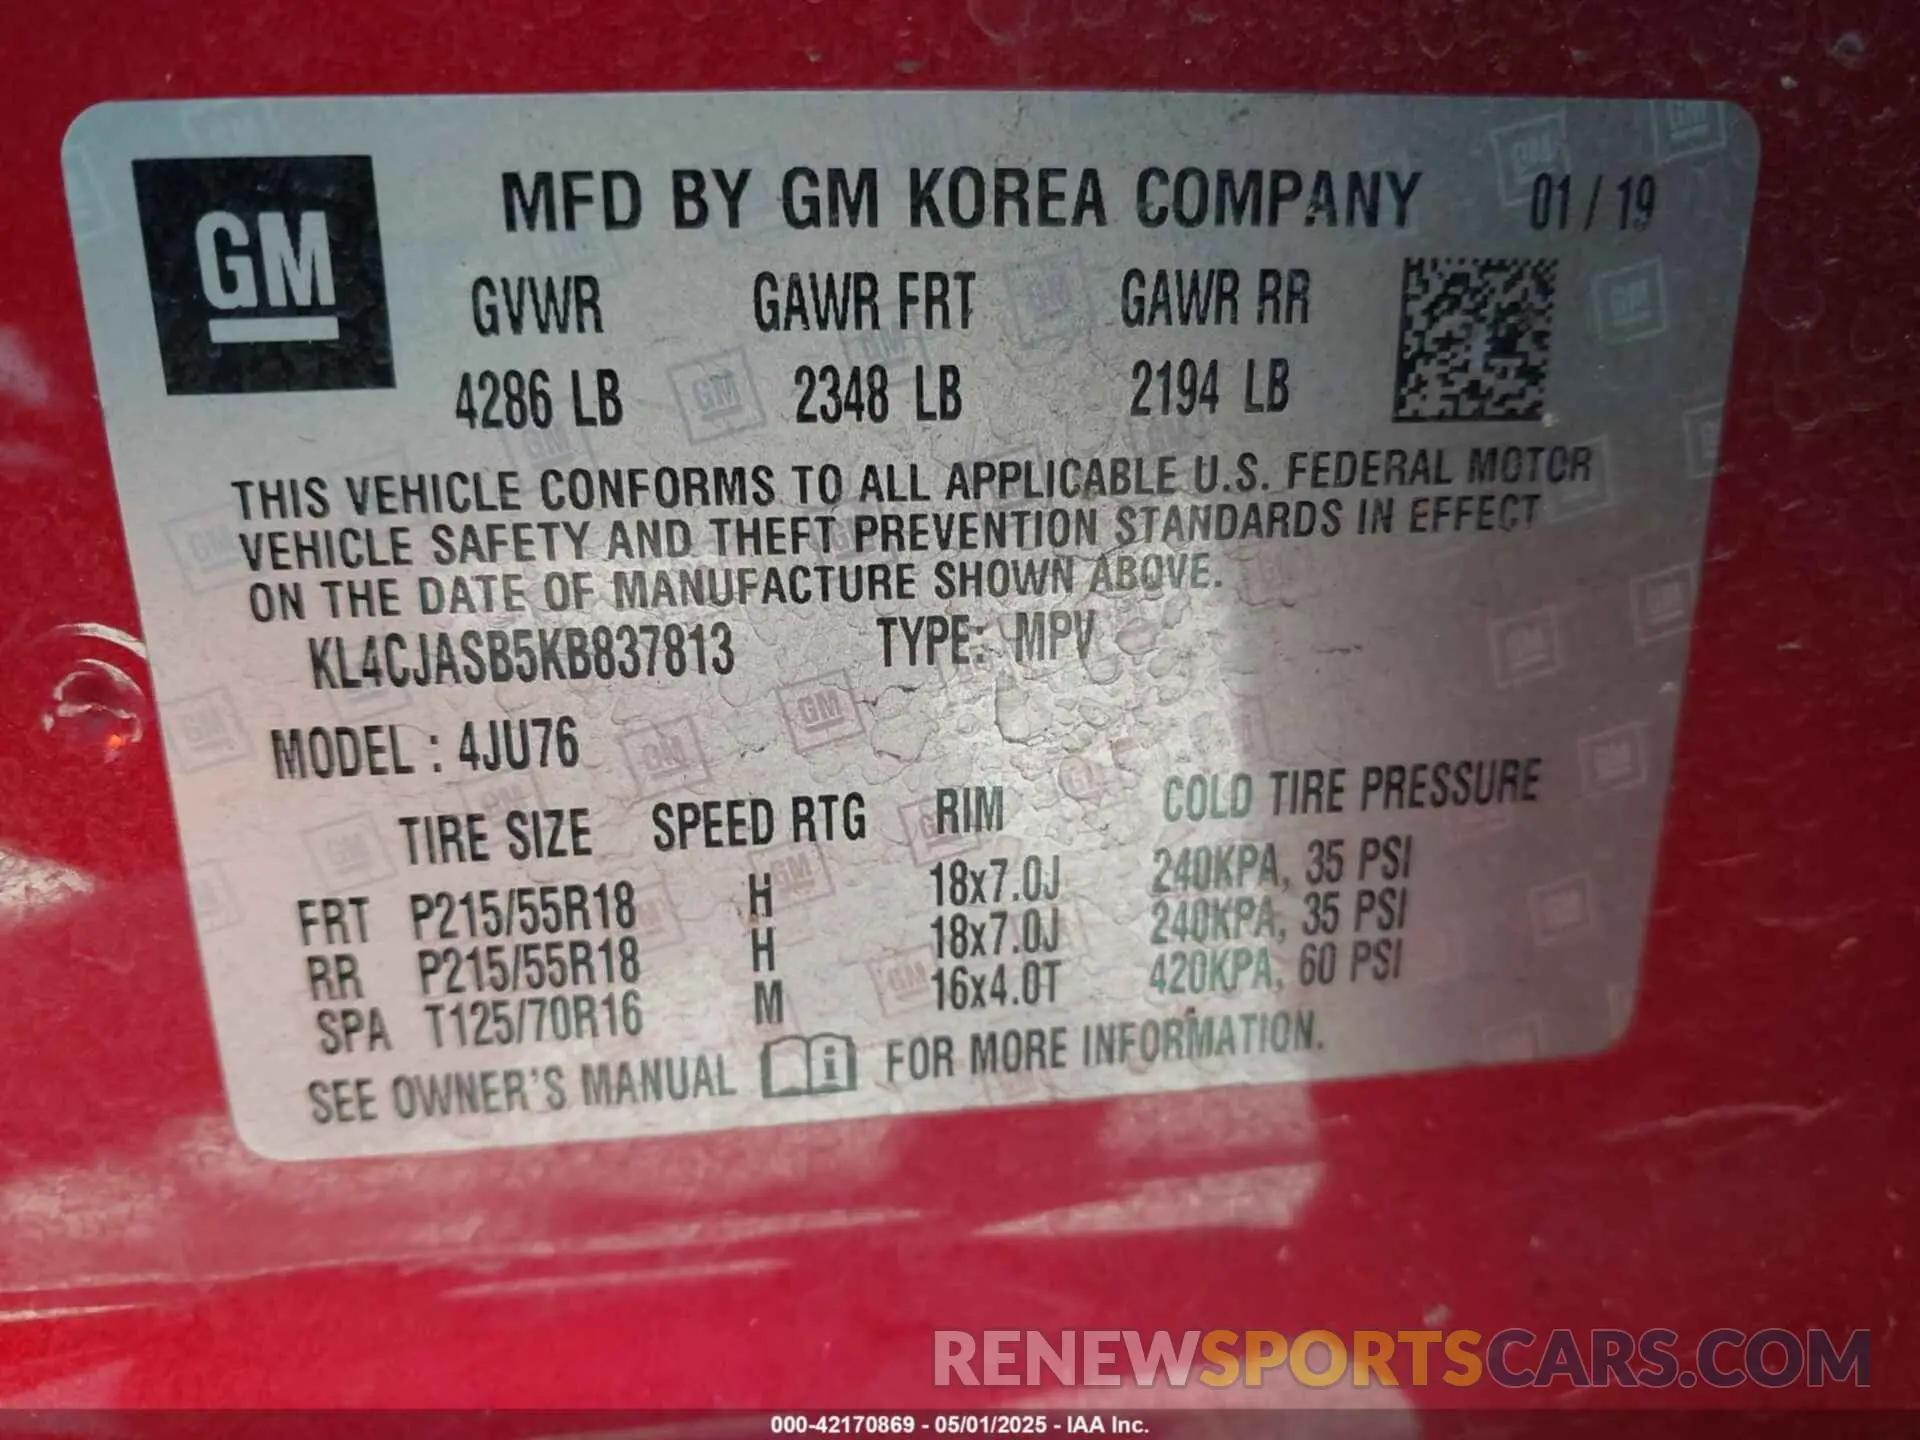 GM
MFD BY GM KOREA COMPANY 01 / 19
GVWR GAWR FRT GAWR RR
4286 LB 2348 LB 2194 LB
THIS VEHICLE CONFORMS TO ALL APPLICABLE U.S. FEDERAL MOTOR
VEHICLE SAFETY AND THEFT PREVENTION STANDARDS IN EFFECT
ON THE DATE OF MANUFACTURE SHOWN ABOVE.
KL4CJASB5KB837813 TYPE: MPV
MODEL : 4JU76
TIRE SIZE SPEED RTG RIM COLD TIRE PRESSURE
FRT P215/55R18 H 18x7.0J 240KPA, 35 PSI
RR P215/55R18 H 18x7.0J 240KPA, 35 PSI
SPA T125/70R16 M 16x4.0T 420KPA, 60 PSI
SEE OWNER'S MANUAL i FOR MORE INFORMATION.
RENEWSPORTSCARS.COM
000-42170869 - 05/01/2025 - IAA Inc.